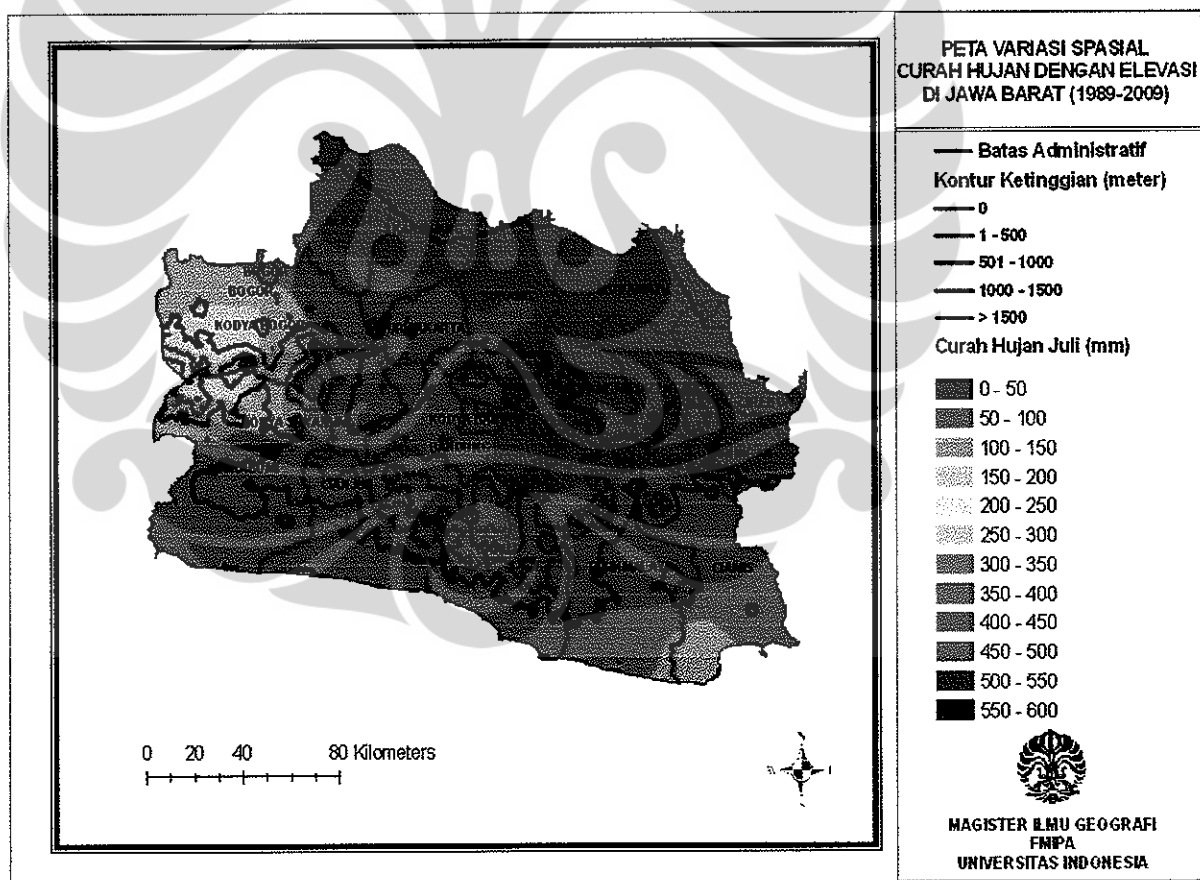 PETA VARIASI SPASIAL
CURAH HUJAN DENGAN ELEVASI
DI JAWA BARAT (1989-2009)
Batas Administratif
Kontur Ketinggian (meter)
0
1 - 500
501 - 1000
1000 - 1500
> 1500
Curah Hujan Juli (mm)
0 - 50
50 - 100
100 - 150
150 - 200
200 - 250
250 - 300
300 - 350
350 - 400
400 - 450
450 - 500
500 - 550
550 - 600
BOGOR
CIAMIS
0 20 40 80 Kilometers
MAGISTER ILMU GEOGRAFI
FMIPA
UNIVERSITAS INDONESIA